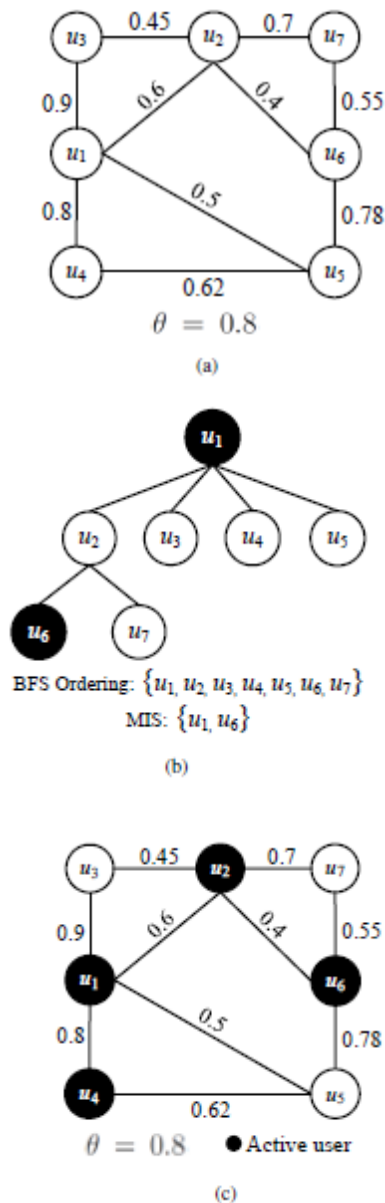 u3 0.45 u2 0.7 u7
0.9 0.6 0.4 0.55
u1 u6
0.8 0.5 0.78
u4 0.62 u5
θ = 0.8
(a)
u1
u2 u3 u4 u5
u6 u7
BFS Ordering: {u1, u2, u3, u4, u5, u6, u7}
MIS: {u1, u6}
(b)
u3 0.45 u2 0.7 u7
0.9 0.6 0.4 0.55
u1 u6
0.8 0.5 0.78
u4 0.62 u5
θ = 0.8 Active user
(c)